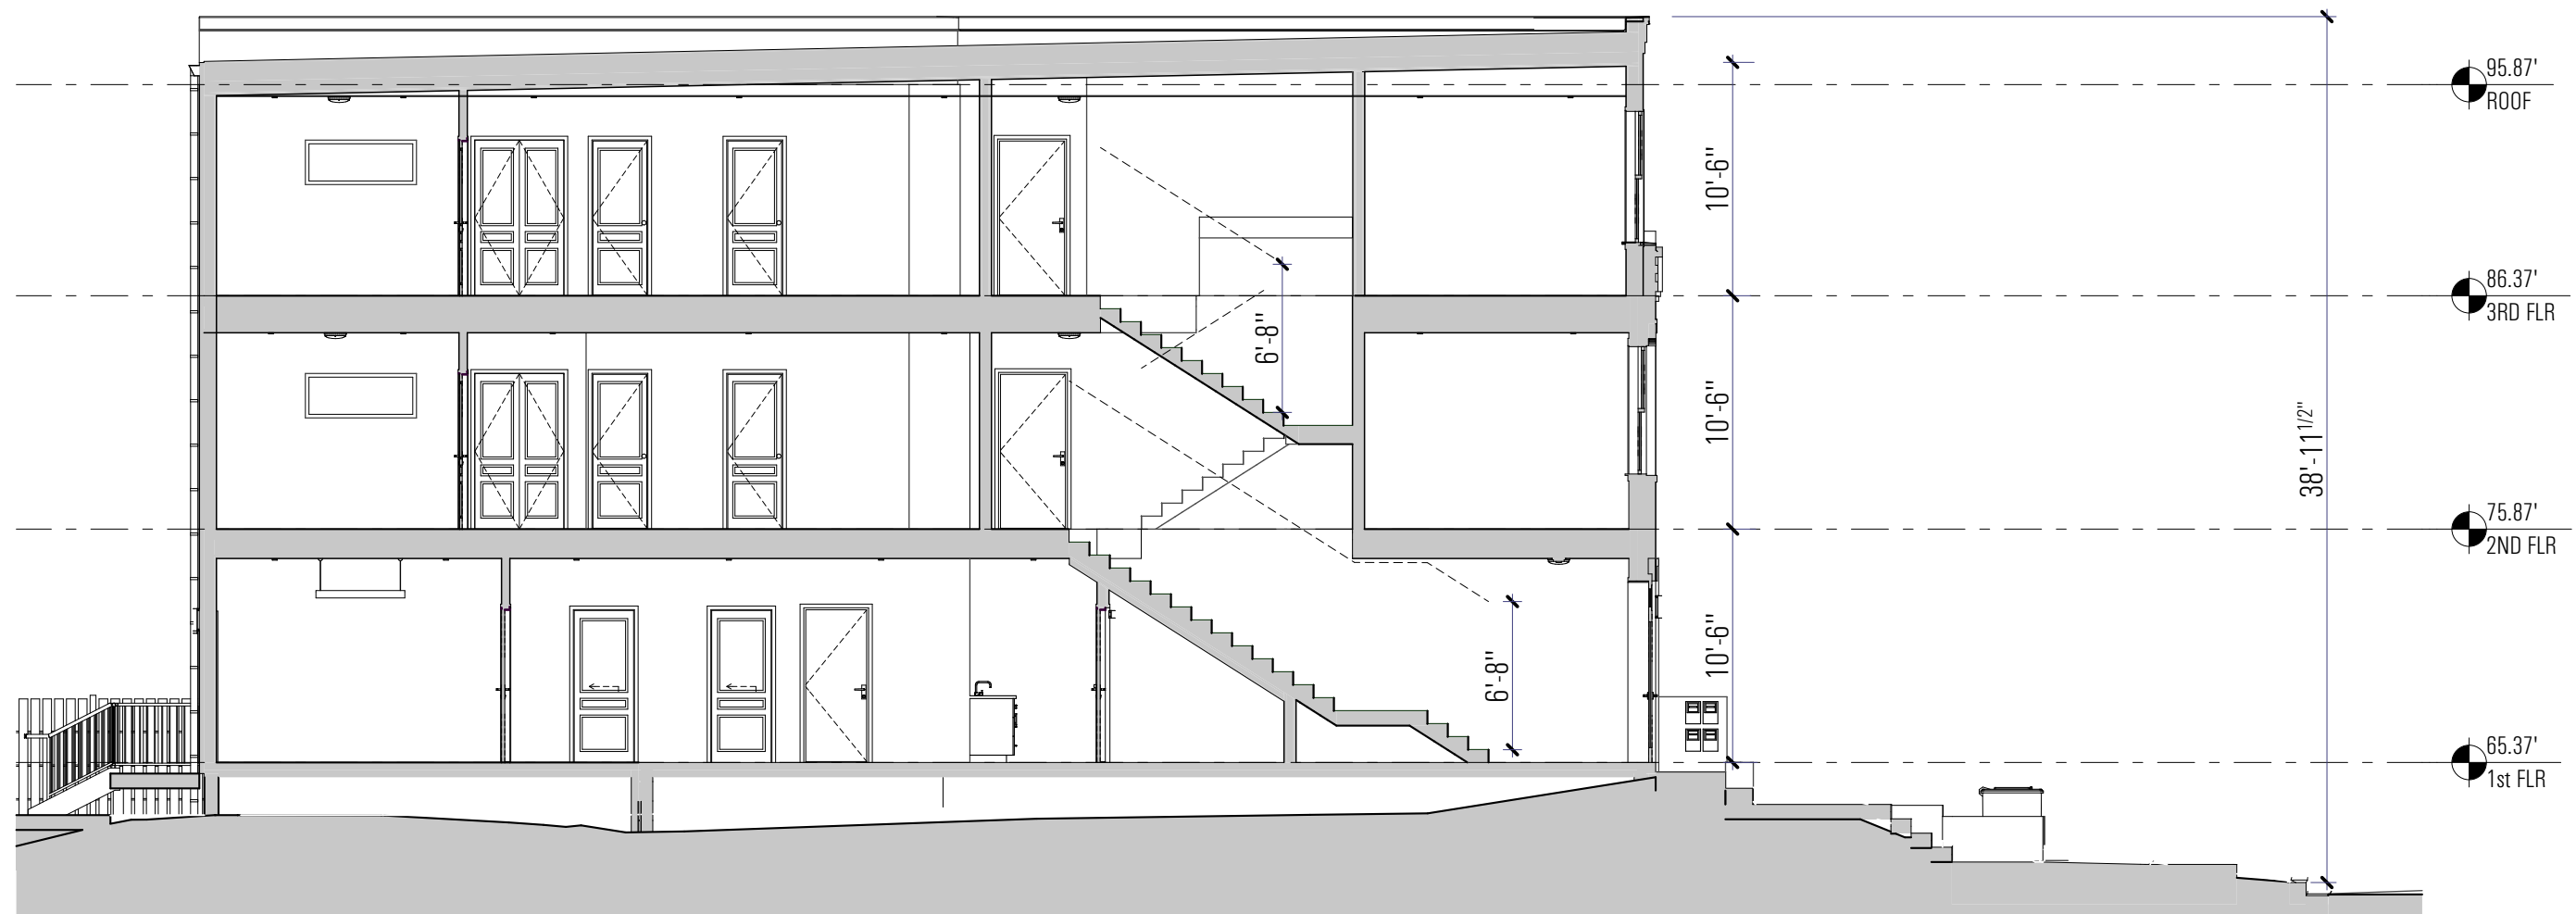 95.87'
ROOF
10'-6"
86.37'
3RD FLR
6'-8"
10'-6"
38'-11 1/2"
75.87'
2ND FLR
6'-8"
10'-6"
65.37'
1st FLR